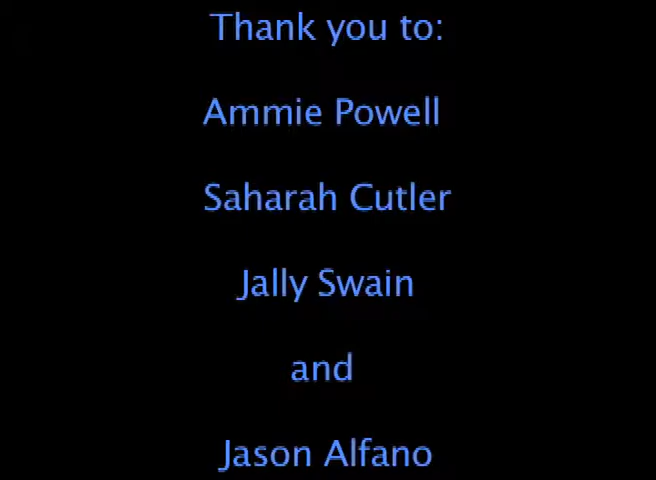 Thank you to:
Ammie Powell
Saharah Cutler
Jally Swain
and
Jason Alfano